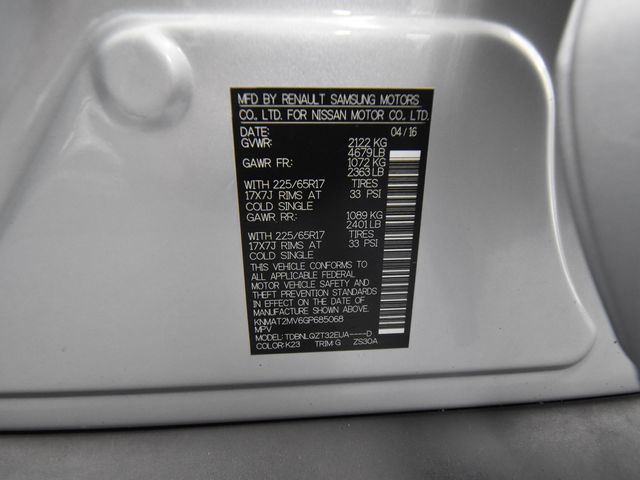 MFD BY RENAULT SAMSUNG MOTORS
CO., LTD. FOR NISSAN MOTOR CO., LTD.
DATE: 04/16
GVWR: 2122 KG
4679 LB
GAWR FR: 1072 KG
2363 LB
WITH 225/65R17 TIRES
17X7J RIMS AT 33 PSI
COLD SINGLE
GAWR RR: 1089 KG
2401 LB
WITH 225/65R17 TIRES
17X7J RIMS AT 33 PSI
COLD SINGLE
THIS VEHICLE CONFORMS TO
ALL APPLICABLE FEDERAL
MOTOR VEHICLE SAFETY AND
THEFT PREVENTION STANDARDS
IN EFFECT ON THE DATE OF
MANUFACTURE SHOWN ABOVE.
KNMAT2MV6GP685068
MPV
MODEL: TDBNLQZT32EUA----D
COLOR: K23 TRIM: G ZS30A